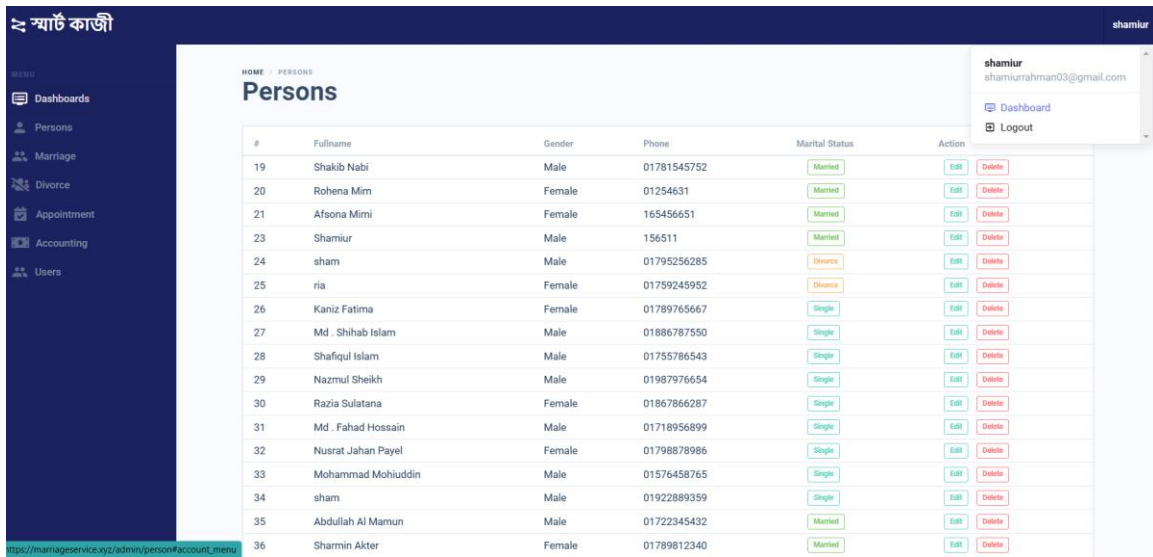 স্মার্ট কাজী
shamiur
shamiur
shamiurrahman03@gmail.com
Dashboard
Logout
MENU
Dashboards
Persons
Marriage
Divorce
Appointment
Accounting
Users
HOME / PERSONS
Persons
# Fullname Gender Phone Marital Status Action
19 Shakib Nabi Male 01781545752 Married Edit Delete
20 Rohena Mim Female 01254631 Married Edit Delete
21 Afsona Mimi Female 165456651 Married Edit Delete
23 Shamiur Male 156511 Married Edit Delete
24 sham Male 01795256285 Divorce Edit Delete
25 ria Female 01759245952 Divorce Edit Delete
26 Kaniz Fatima Female 01789765667 Single Edit Delete
27 Md . Shihab Islam Male 01886787550 Single Edit Delete
28 Shafiqul Islam Male 01755786543 Single Edit Delete
29 Nazmul Sheikh Male 01987976654 Single Edit Delete
30 Razia Sulatana Female 01867866287 Single Edit Delete
31 Md . Fahad Hossain Male 01718956899 Single Edit Delete
32 Nusrat Jahan Payel Female 01798878986 Single Edit Delete
33 Mohammad Mohiuddin Male 01576458765 Single Edit Delete
34 sham Male 01922889359 Single Edit Delete
35 Abdullah Al Mamun Male 01722345432 Married Edit Delete
36 Sharmin Akter Female 01789812340 Married Edit Delete
https://marriageservice.xyz/admin/person#account_menu